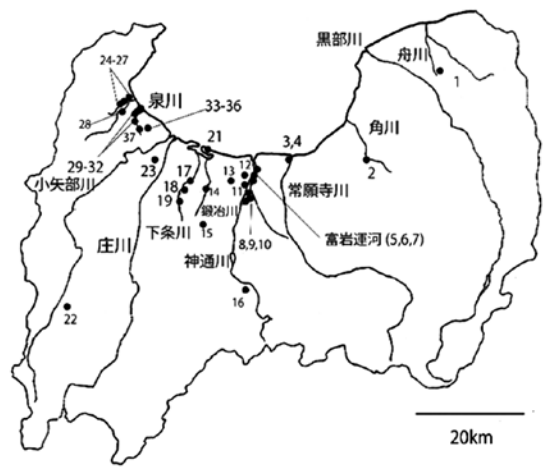 黒部川
舟川
1
24-27
泉川
33-36
28
37
29-32
小矢部川
23
21
17
18
19
13
12
11
14
3,4
角川
2
常願寺川
鍛冶川
下条川
15
庄川
8,9,10
富岩運河 (5,6,7)
神通川
16
22
20km